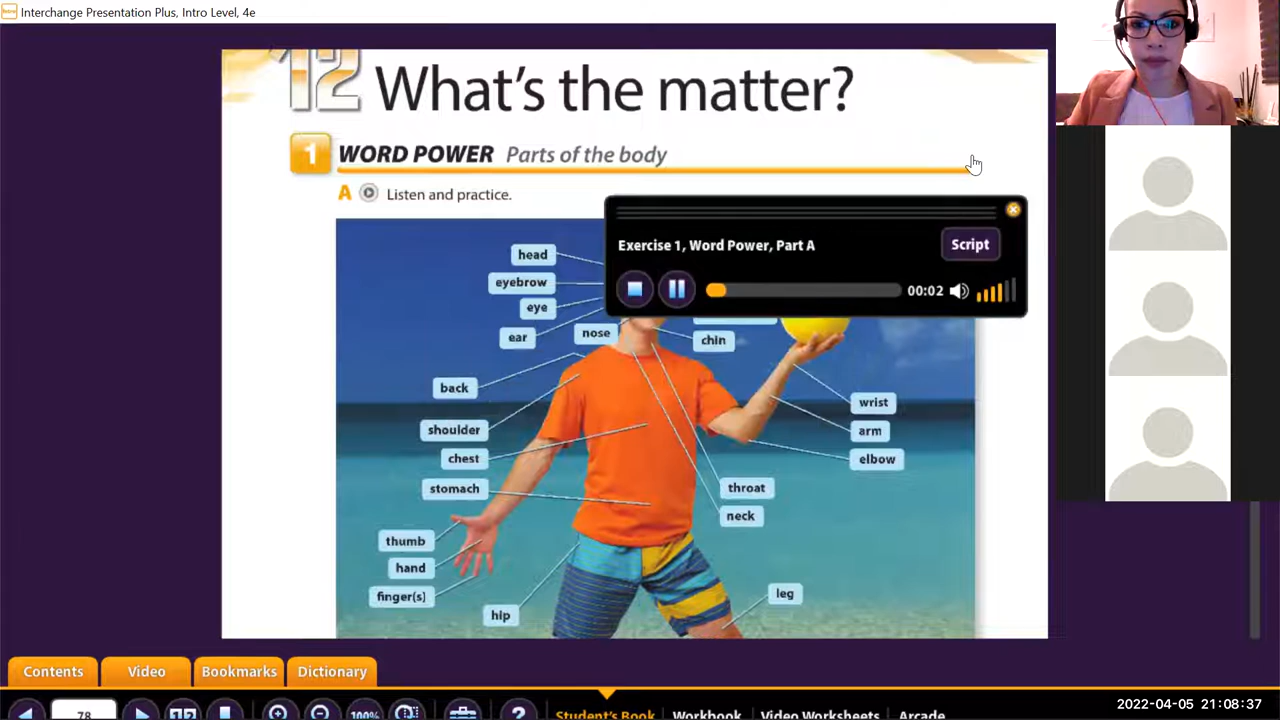 Interchange Presentation Plus, Intro Level, 4e
12 What's the matter?
1 WORD POWER Parts of the body
A Listen and practice.
Exercise 1, Word Power, Part A
Script
00:02
head
eyebrow
eye
ear
nose
chin
back
shoulder
chest
stomach
thumb
hand
finger(s)
hip
wrist
arm
elbow
throat
neck
leg
Contents Video Bookmarks Dictionary
78
100%
?
Student's Book Workbook Video Worksheets Arcade
2022-04-05 21:08:37